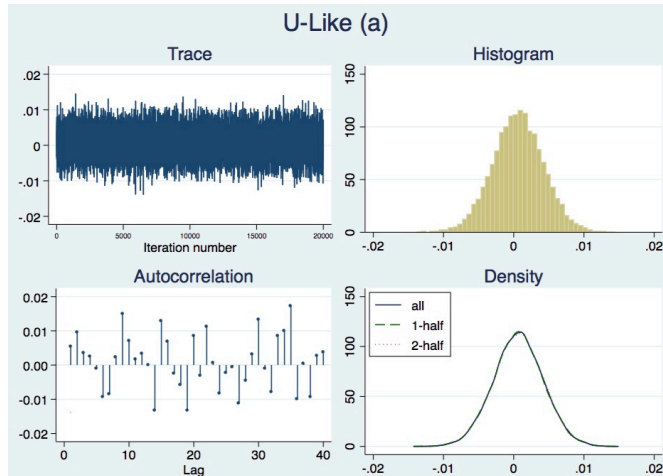 U-Like (a)
Trace
.02
.01
0
-.01
-.02
0 5000 10000 15000 20000
Iteration number
Histogram
150
100
50
0
-.02 -.01 0 .01 .02
Autocorrelation
0.02
0.01
0.00
-0.01
-0.02
0 10 20 30 40
Lag
Density
150
100
50
0
all
1-half
2-half
-.02 -.01 0 .01 .02